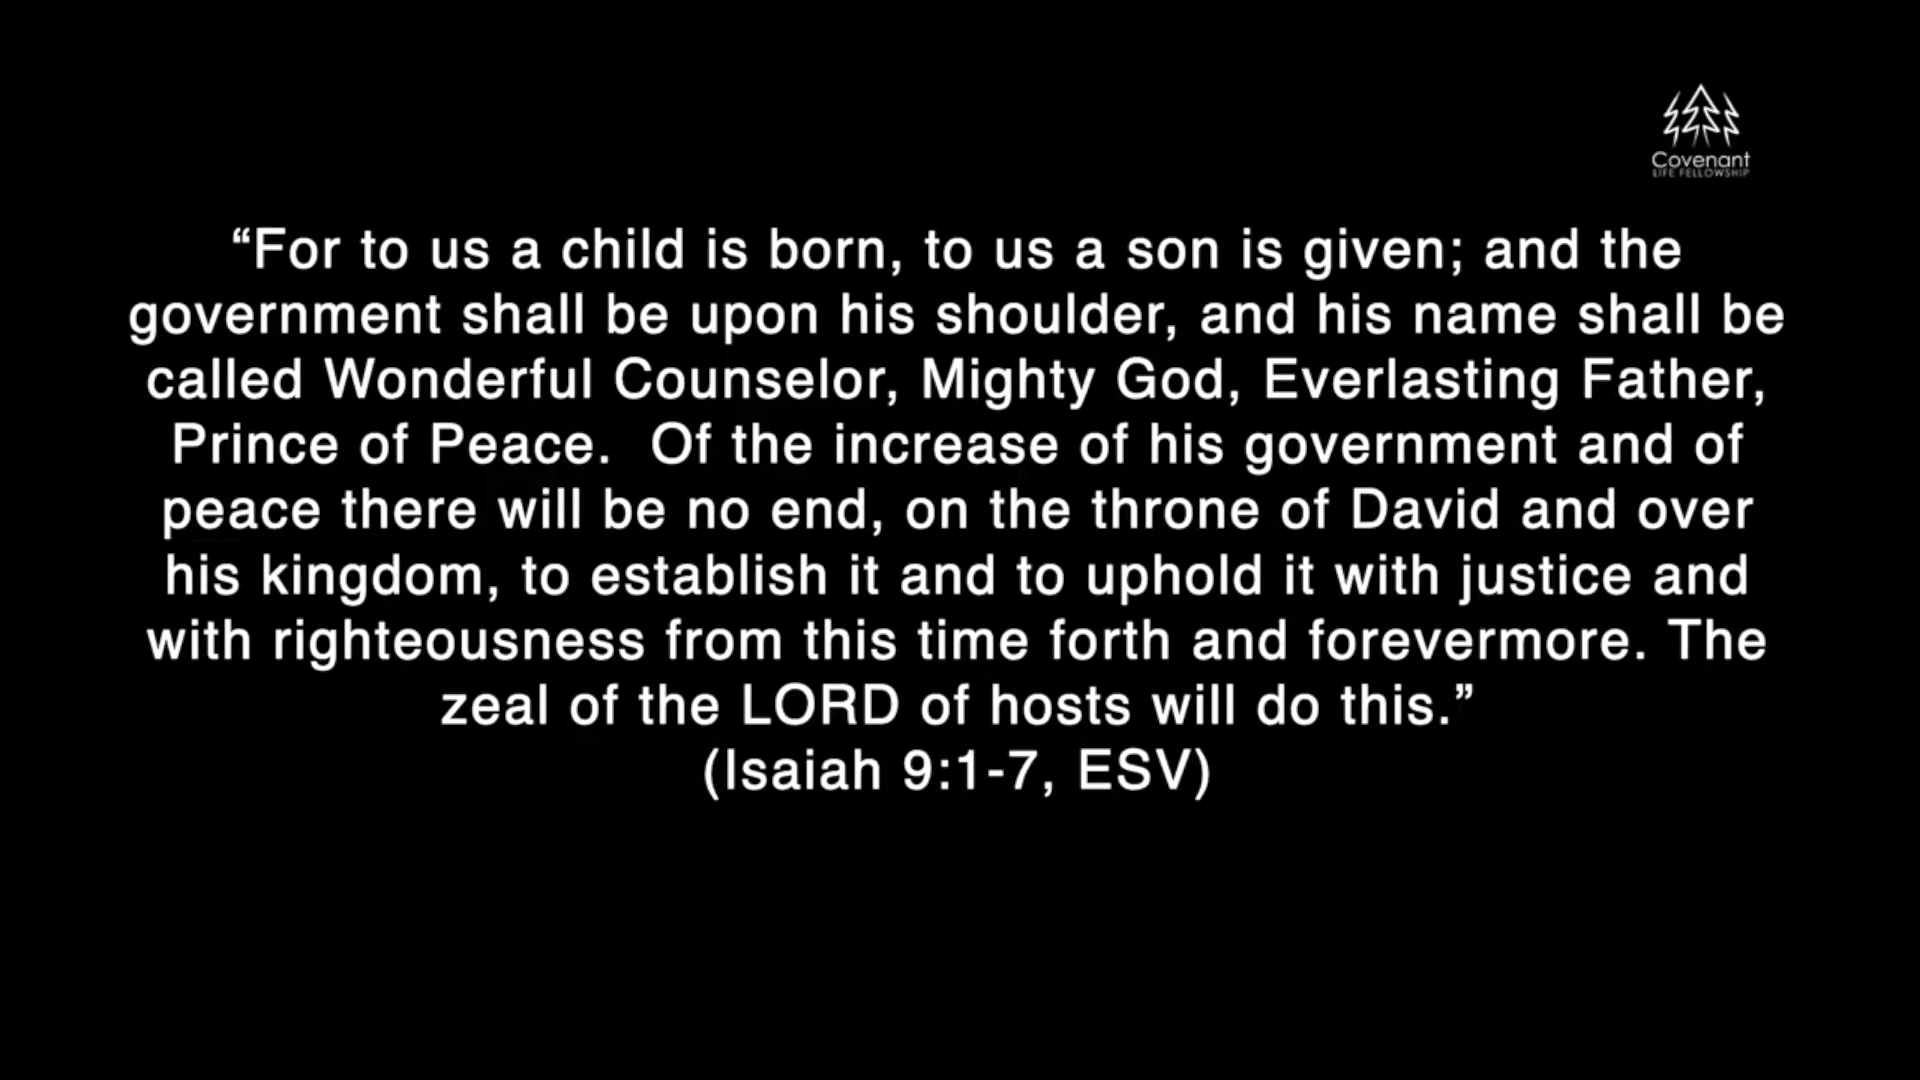 Covenant
LIFE FELLOWSHIP
“For to us a child is born, to us a son is given; and the
government shall be upon his shoulder, and his name shall be
called Wonderful Counselor, Mighty God, Everlasting Father,
Prince of Peace.  Of the increase of his government and of
peace there will be no end, on the throne of David and over
his kingdom, to establish it and to uphold it with justice and
with righteousness from this time forth and forevermore. The
zeal of the LORD of hosts will do this.”
(Isaiah 9:1-7, ESV)